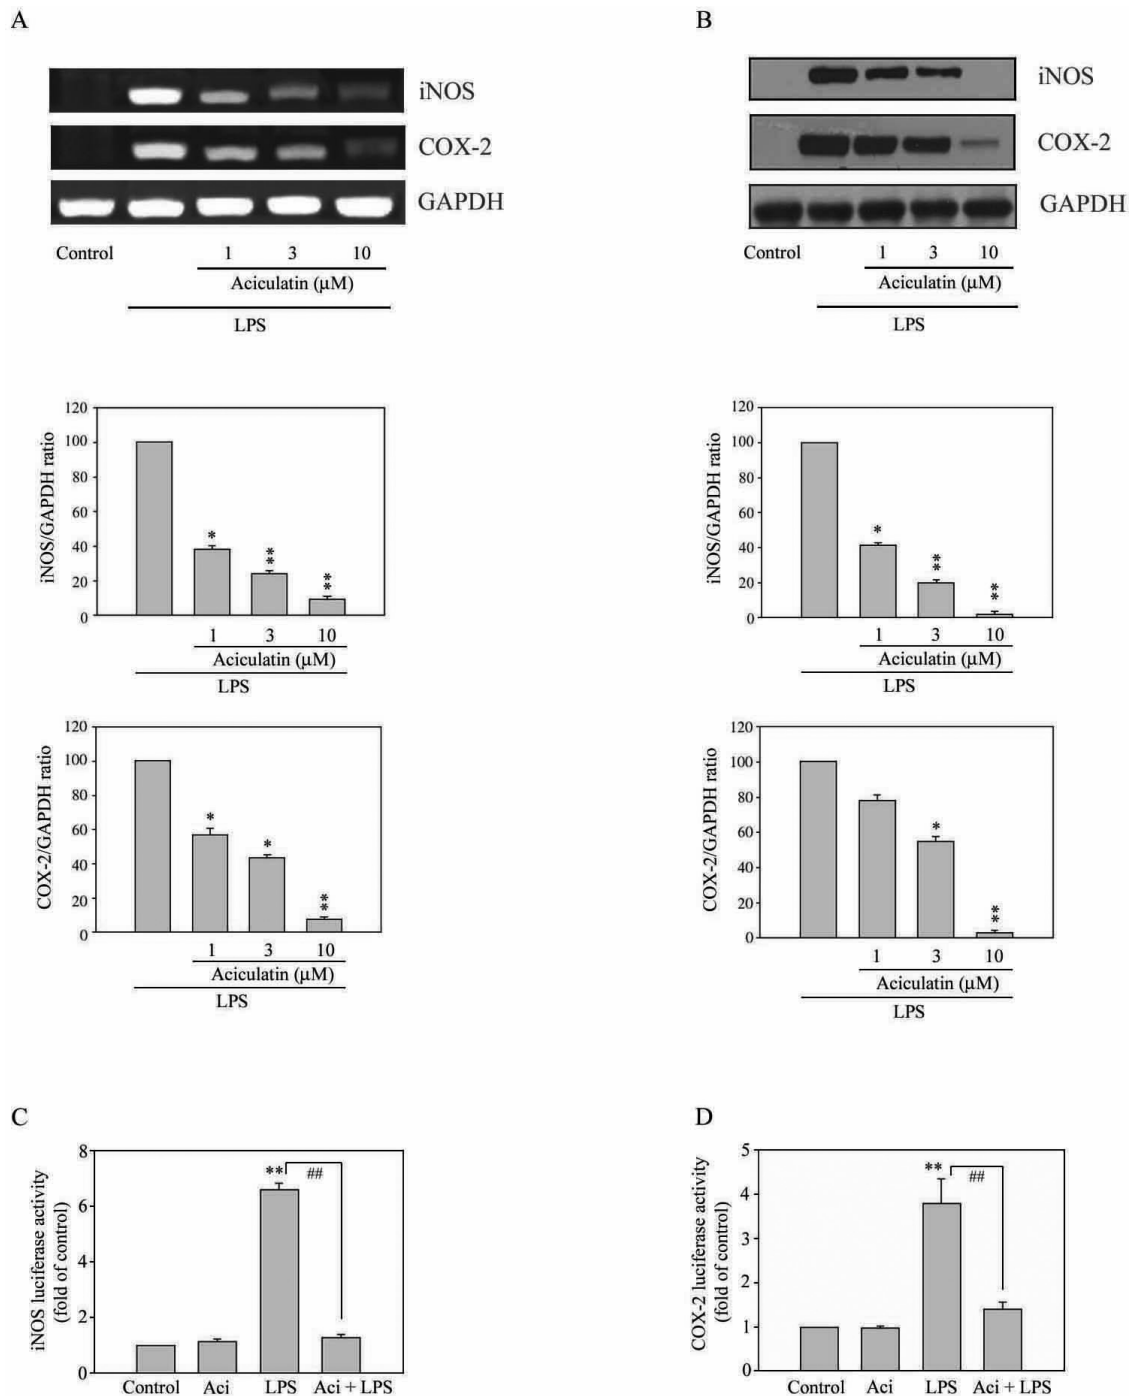 A
iNOS
COX-2
GAPDH
Control 1 3 10
Aciculatin (µM)
LPS
B
iNOS
COX-2
GAPDH
Control 1 3 10
Aciculatin (µM)
LPS
iNOS/GAPDH ratio
120
100
80
60
40
20
0
*
**
**
1 3 10
Aciculatin (µM)
LPS
iNOS/GAPDH ratio
120
100
80
60
40
20
0
*
**
**
1 3 10
Aciculatin (µM)
LPS
COX-2/GAPDH ratio
120
100
80
60
40
20
0
*
*
**
1 3 10
Aciculatin (µM)
LPS
COX-2/GAPDH ratio
120
100
80
60
40
20
0
*
**
1 3 10
Aciculatin (µM)
LPS
C
iNOS luciferase activity
(fold of control)
8
6
4
2
0
**
##
Control Aci LPS Aci + LPS
D
COX-2 luciferase activity
(fold of control)
5
4
3
2
1
0
**
##
Control Aci LPS Aci + LPS